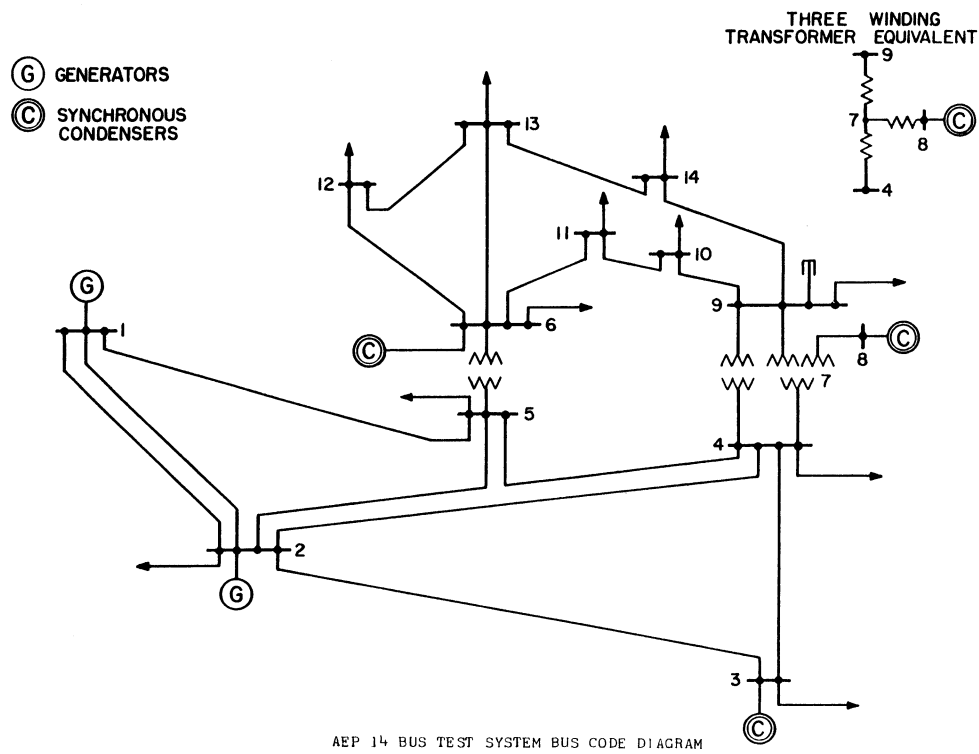 THREE WINDING
TRANSFORMER EQUIVALENT
9
7
C
8
4
G GENERATORS
C SYNCHRONOUS
CONDENSERS
13
12
14
11
10
G
1
9
6
C
C
8
7
5
4
2
G
3
C
AEP 14 BUS TEST SYSTEM BUS CODE DIAGRAM